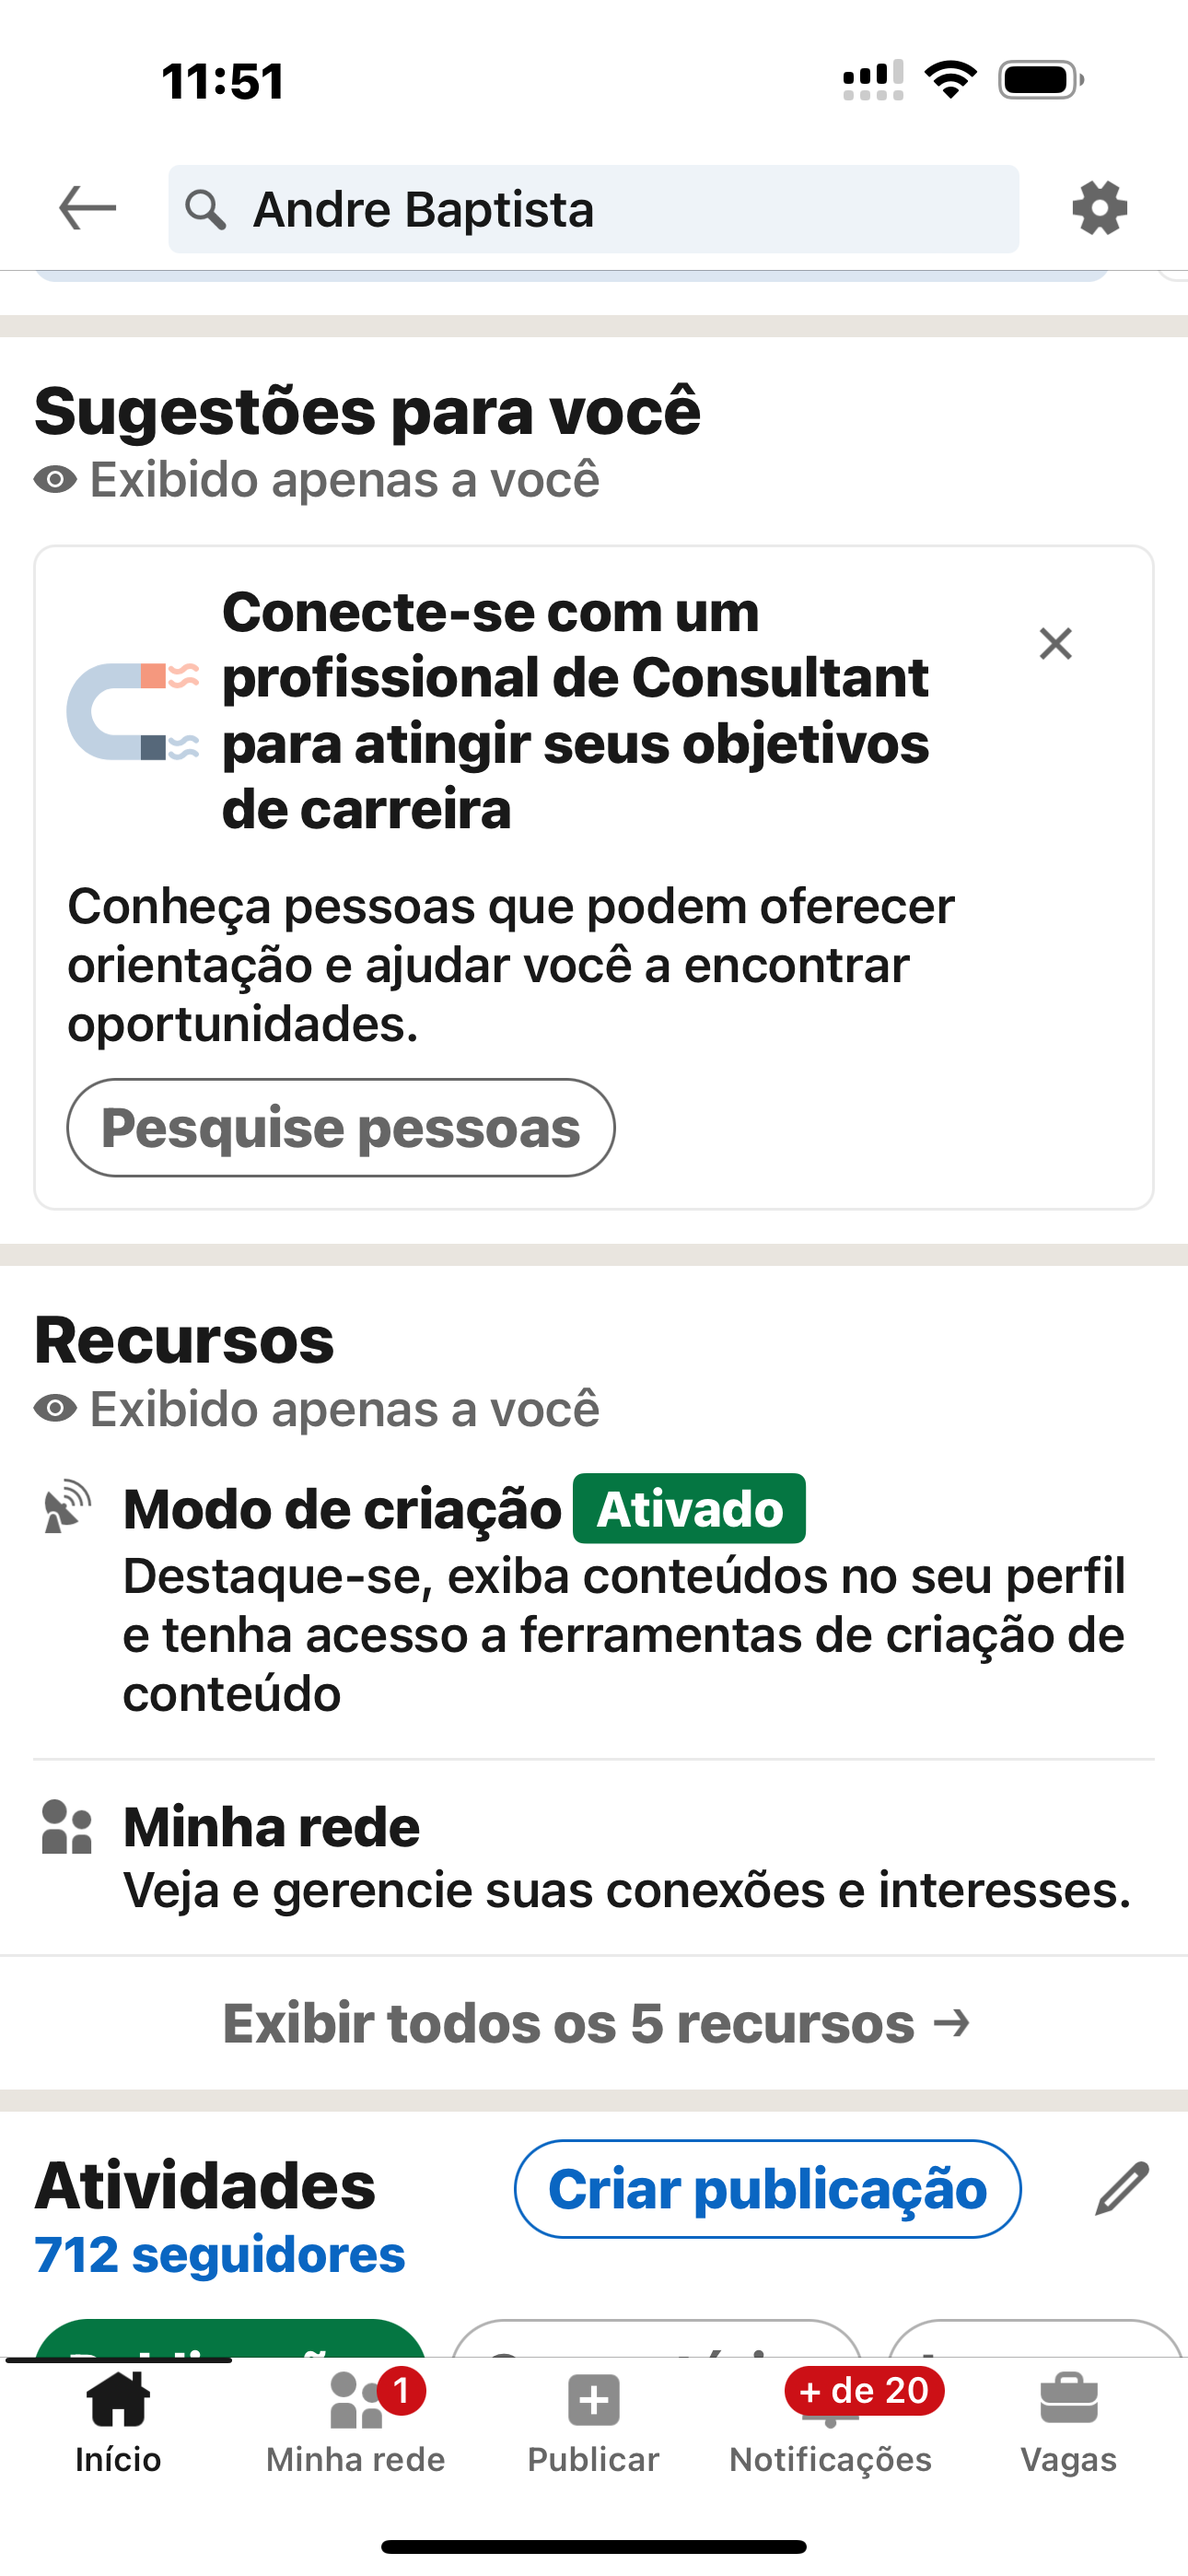 11:51
Andre Baptista
Sugestões para você
Exibido apenas a você
Conecte-se com um
profissional de Consultant
para atingir seus objetivos
de carreira
Conheça pessoas que podem oferecer
orientação e ajudar você a encontrar
oportunidades.
Pesquise pessoas
Recursos
Exibido apenas a você
Modo de criação Ativado
Destaque-se, exiba conteúdos no seu perfil
e tenha acesso a ferramentas de criação de
conteúdo
Minha rede
Veja e gerencie suas conexões e interesses.
Exibir todos os 5 recursos →
Atividades
Criar publicação
712 seguidores
1
+ de 20
Início
Minha rede
Publicar
Notificações
Vagas